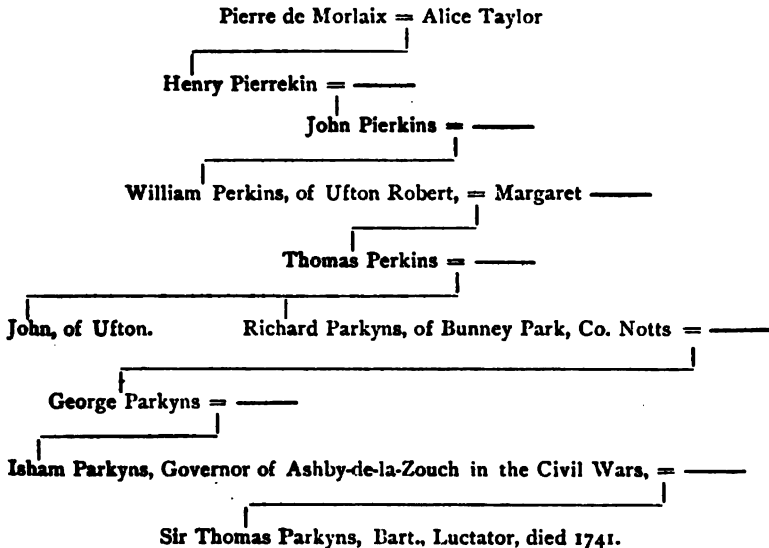 Pierre de Morlaix = Alice Taylor
Henry Pierrekin =
John Pierkins =
William Perkins, of Ufton Robert, = Margaret
Thomas Perkins =
John, of Ufton. Richard Parkyns, of Bunney Park, Co. Notts =
George Parkyns =
Isham Parkyns, Governor of Ashby-de-la-Zouch in the Civil Wars, =
Sir Thomas Parkyns, Bart., Luctator, died 1741.